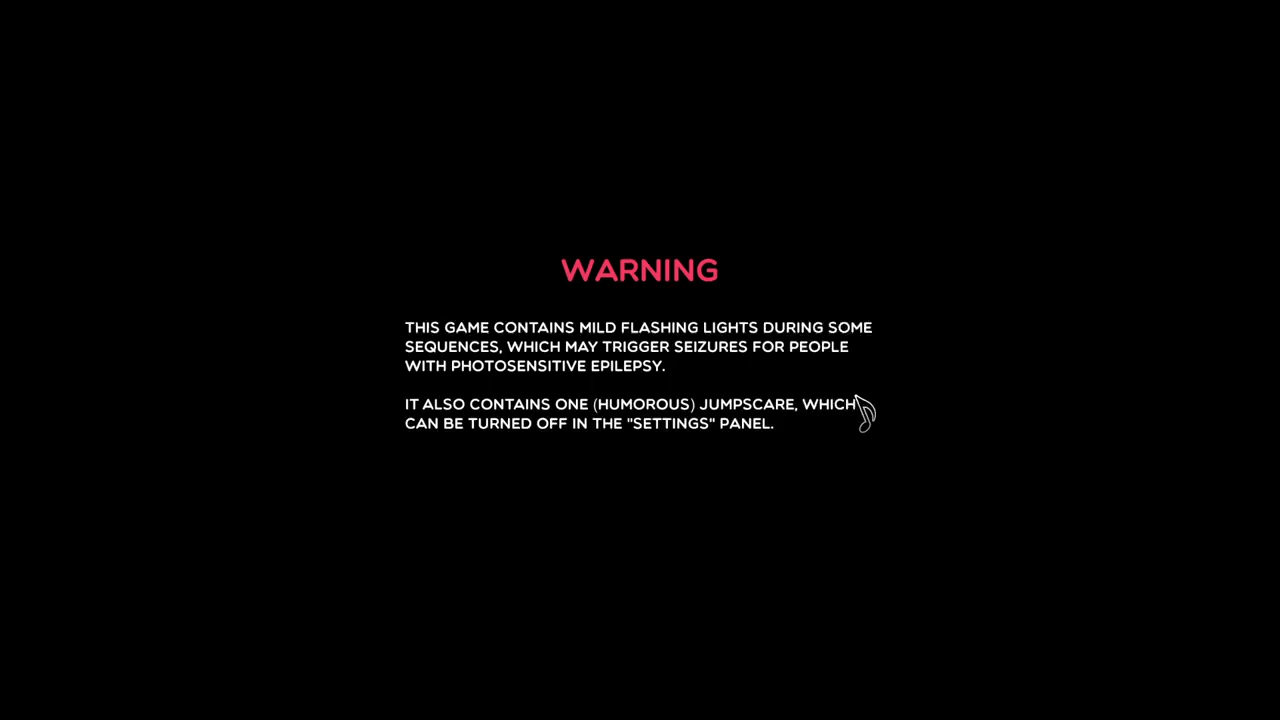 WARNING
THIS GAME CONTAINS MILD FLASHING LIGHTS DURING SOME
SEQUENCES, WHICH MAY TRIGGER SEIZURES FOR PEOPLE
WITH PHOTOSENSITIVE EPILEPSY.
IT ALSO CONTAINS ONE (HUMOROUS) JUMPSCARE, WHICH
CAN BE TURNED OFF IN THE "SETTINGS" PANEL.